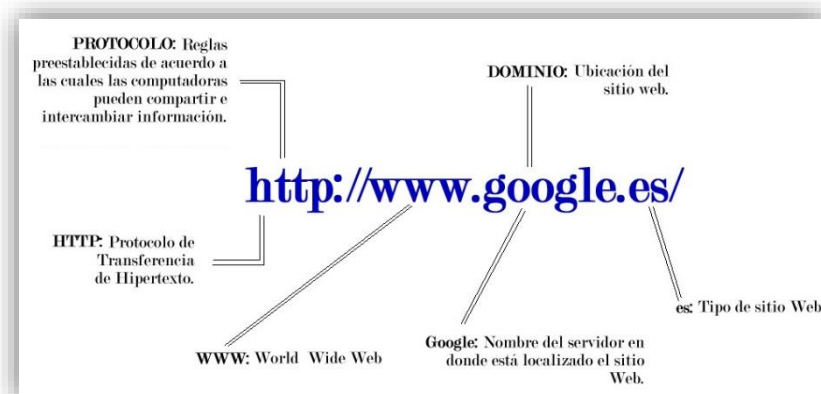 PROTOCOLO: Reglas
preestablecidas de acuerdo a
las cuales las computadoras
pueden compartir e
intercambiar información.
DOMINIO: Ubicación del
sitio web.
http://www.google.es/
HTTP: Protocolo de
Transferencia
de Hipertexto.
WWW: World Wide Web
Google: Nombre del servidor en
donde está localizado el sitio
Web.
es: Tipo de sitio Web